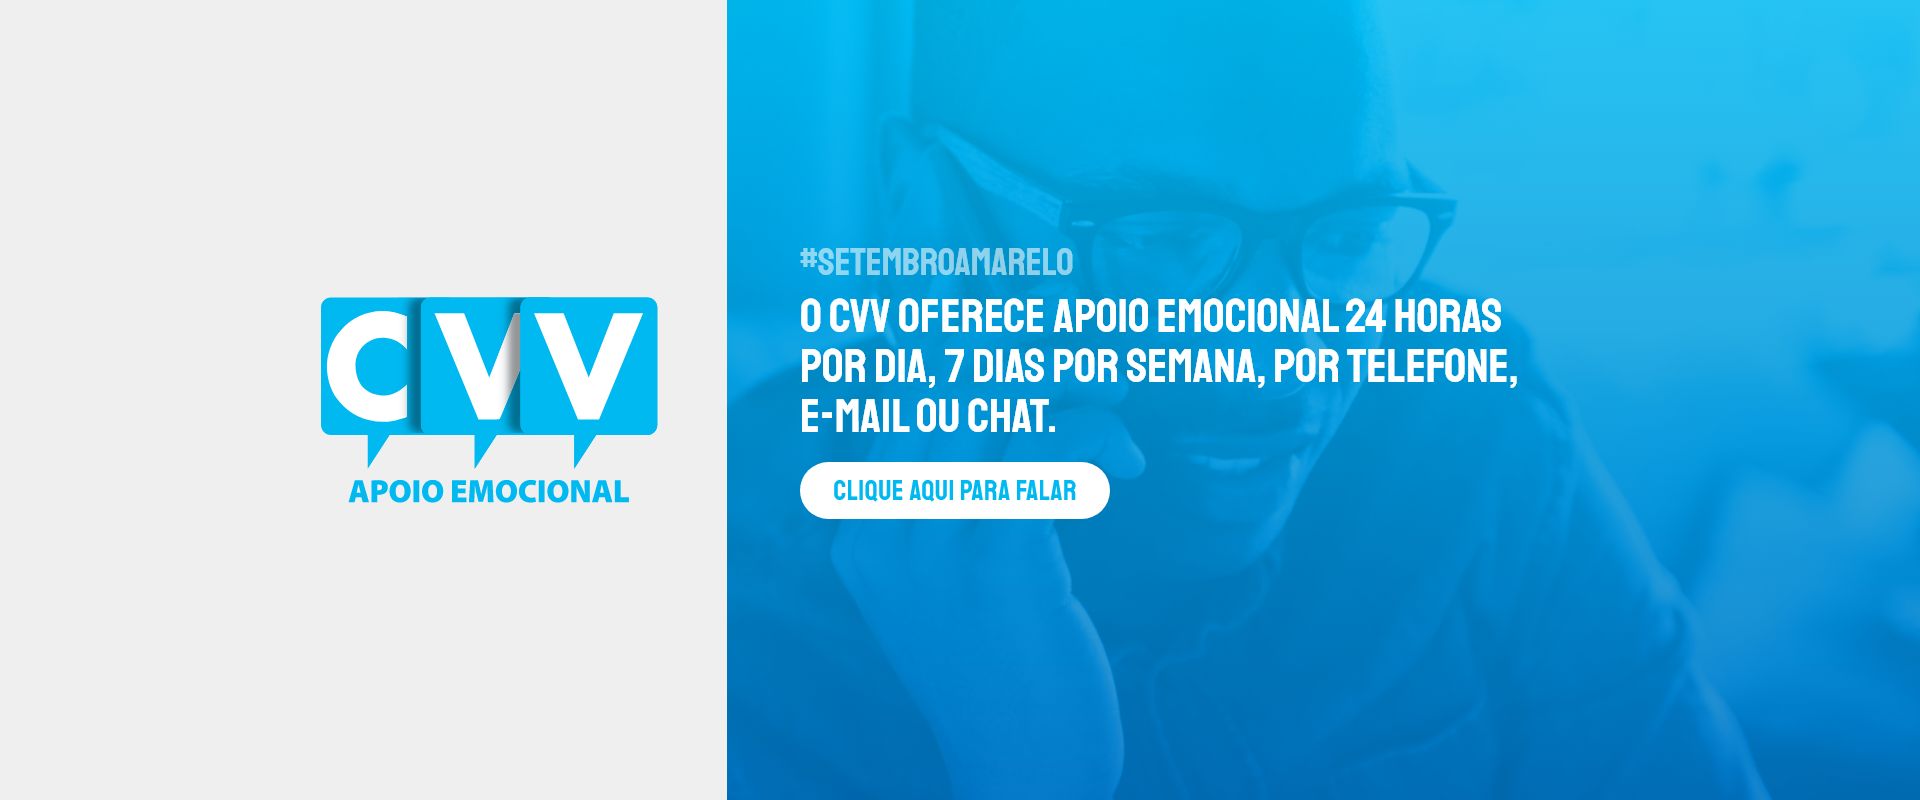 CVV
APOIO EMOCIONAL
#SETEMBROAMARELO
O CVV OFERECE APOIO EMOCIONAL 24 HORAS
POR DIA, 7 DIAS POR SEMANA, POR TELEFONE,
E-MAIL OU CHAT.
CLIQUE AQUI PARA FALAR